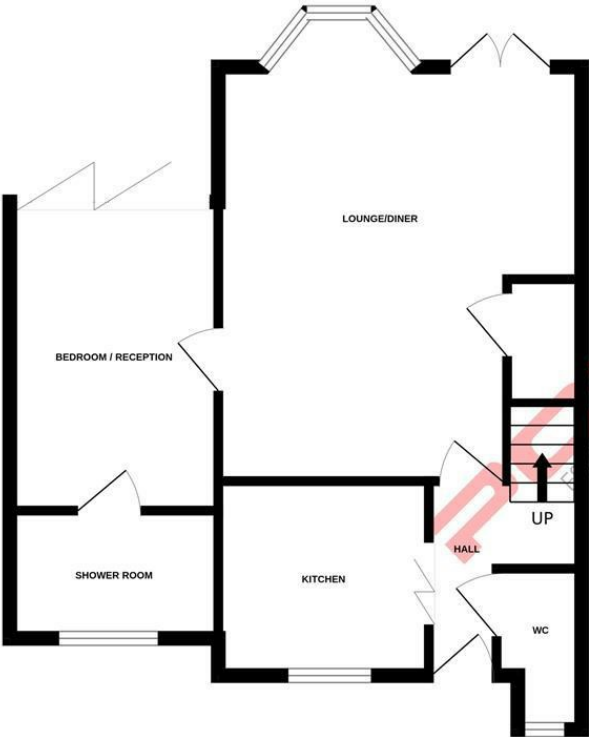 LOUNGE/DINER
BEDROOM / RECEPTION
UP
HALL
SHOWER ROOM
KITCHEN
WC